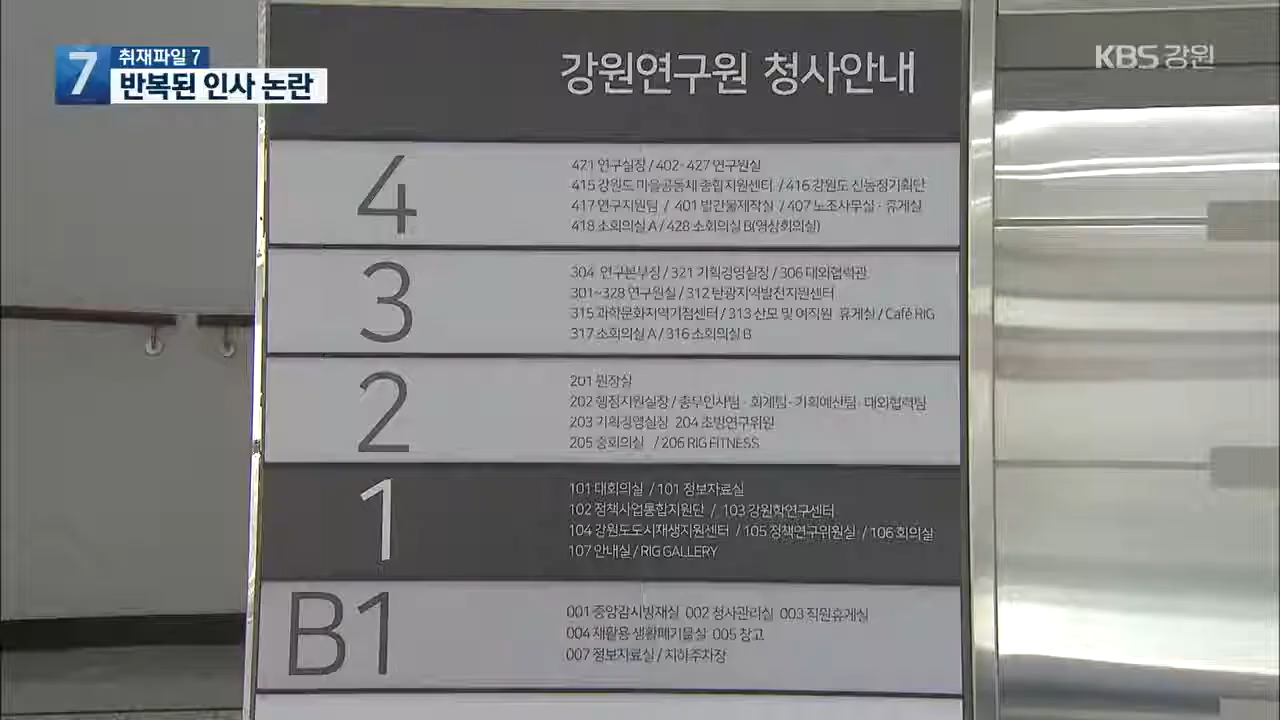 7
취재파일 7
반복된 인사 논란
KBS 강원
강원연구원 청사안내
4
421 연구실장 / 402-427 연구원실
415 강원도 마을공동체 종합지원센터 / 416 강원도 신농정기획단
417 연구지원팀 / 401 발간물제작실 / 407 노조사무실·휴게실
418 소회의실 A / 428 소회의실 B(영상회의실)
3
304 연구본부장 / 321 기획경영실장 / 306 대외협력관
301~328 연구원실 / 312 탄광지역발전지원센터
315 과학문화지역거점센터 / 313 산모 및 여직원 휴게실 / Café RIG
317 소회의실 A / 316 소회의실 B
2
201 원장실
202 행정지원실장 / 총무인사팀·회계팀·기획예산팀·대외협력팀
203 기획경영실장 204 초빙연구위원
205 중회의실 / 206 RIG FITNESS
1
101 대회의실 / 101 정보자료실
102 정책사업통합지원단 / 103 강원학연구센터
104 강원도도시재생지원센터 / 105 정책연구위원실 / 106 회의실
107 안내실 / RIG GALLERY
B1
001 중앙감시방재실 002 청사관리실 003 직원휴게실
004 재활용 생활폐기물실 005 창고
007 정보자료실 / 지하주차장